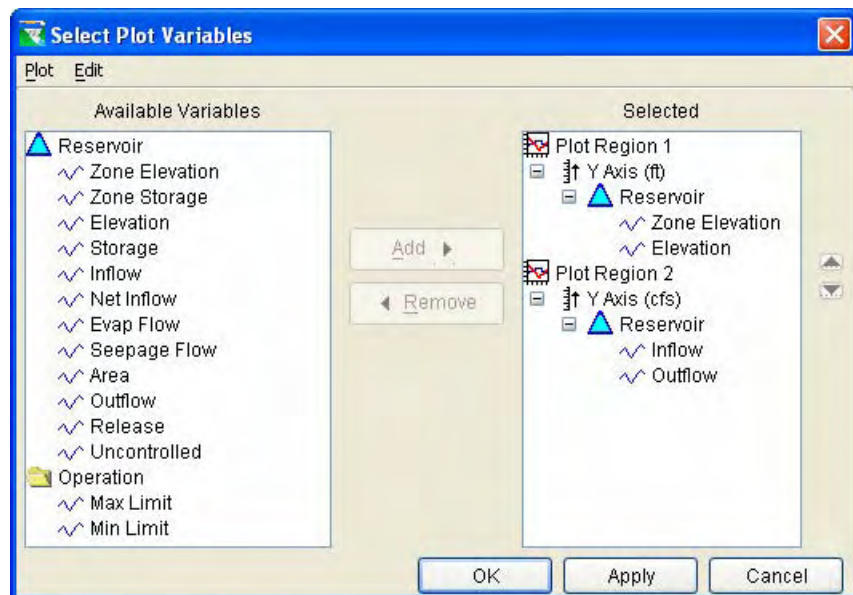 Select Plot Variables
Plot Edit
Available Variables
Reservoir
Zone Elevation
Zone Storage
Elevation
Storage
Inflow
Net Inflow
Evap Flow
Seepage Flow
Area
Outflow
Release
Uncontrolled
Operation
Max Limit
Min Limit
Add
Remove
Selected
Plot Region 1
Y Axis (ft)
Reservoir
Zone Elevation
Elevation
Plot Region 2
Y Axis (cfs)
Reservoir
Inflow
Outflow
OK Apply Cancel